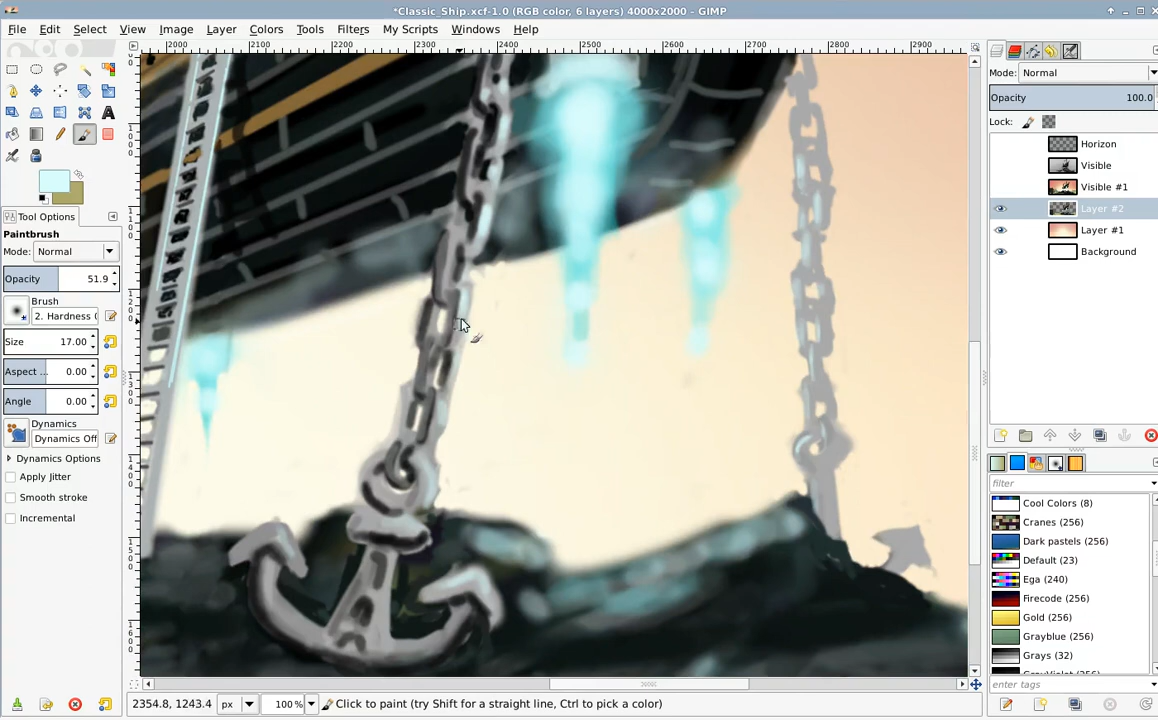 *Classic_Ship.xcf-1.0 (RGB color, 6 layers) 4000x2000 – GIMP
File Edit Select View Image Layer Colors Tools Filters My Scripts Windows Help
2000 2100 2200 2300 2400 2500 2600 2700 2800 2900
Mode: Normal
Opacity 100.0
Lock:
Horizon
Visible
Visible #1
Layer #2
Layer #1
Background
Tool Options
Paintbrush
Mode: Normal
Opacity 51.9
Brush
2. Hardness 0
Size 17.00
Aspect ... 0.00
Angle 0.00
Dynamics
Dynamics Off
Dynamics Options
Apply Jitter
Smooth stroke
Incremental
filter
Cool Colors (8)
Cranes (256)
Dark pastels (256)
Default (23)
Ega (240)
Firecode (256)
Gold (256)
Grayblue (256)
Grays (32)
enter tags
2354.8, 1243.4 px 100 % Click to paint (try Shift for a straight line, Ctrl to pick a color)